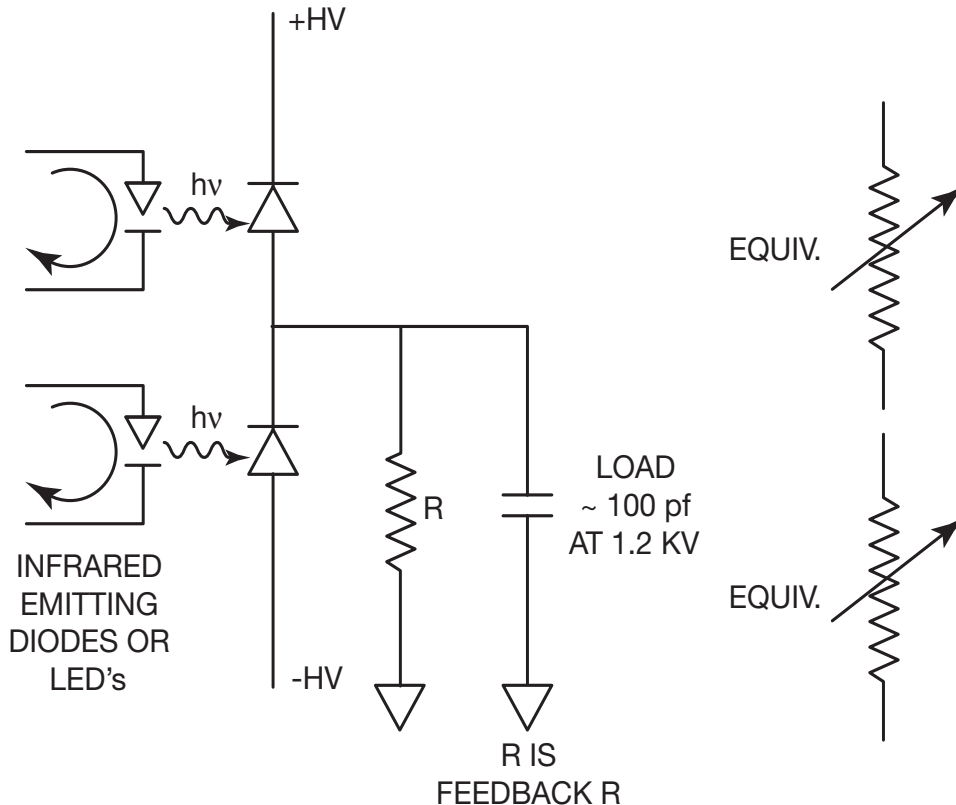 +HV
hν
EQUIV.
hν
R
LOAD
~ 100 pf
AT 1.2 KV
EQUIV.
INFRARED
EMITTING
DIODES OR
LED's
-HV
R IS
FEEDBACK R